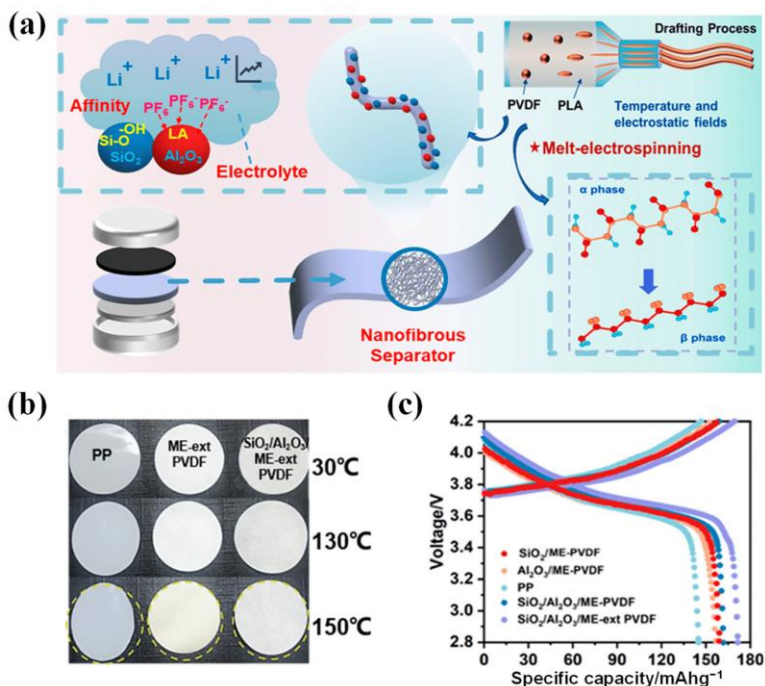 (a)
Li+ Li+ Li+
Affinity
PF6- PF6- PF6-
-OH
Si-O
LA
SiO2
Al2O3
Electrolyte
Drafting Process
PVDF PLA
Temperature and
electrostatic fields
★Melt-electrospinning
α phase
β phase
Nanofibrous
Separator
(b)
PP
ME-ext
PVDF
SiO2/Al2O3/
ME-ext
PVDF
30℃
130℃
150℃
(c)
Voltage/V
4.2
4.0
3.8
3.6
3.4
3.2
3.0
2.8
SiO2/ME-PVDF
Al2O3/ME-PVDF
PP
SiO2/Al2O3/ME-PVDF
SiO2/Al2O3/ME-ext PVDF
0 30 60 90 120 150 180
Specific capacity/mAhg−1